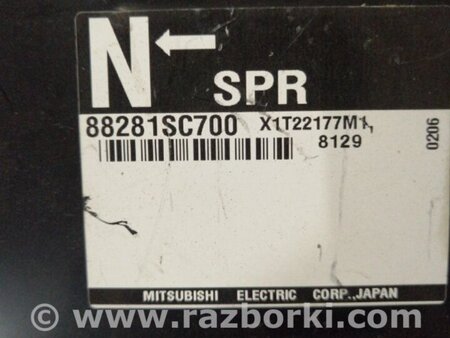 N← SPR
88281SC700 X1T22177M1,
8129
0206
MITSUBISHI ELECTRIC CORP.,JAPAN
© www.razborki.com